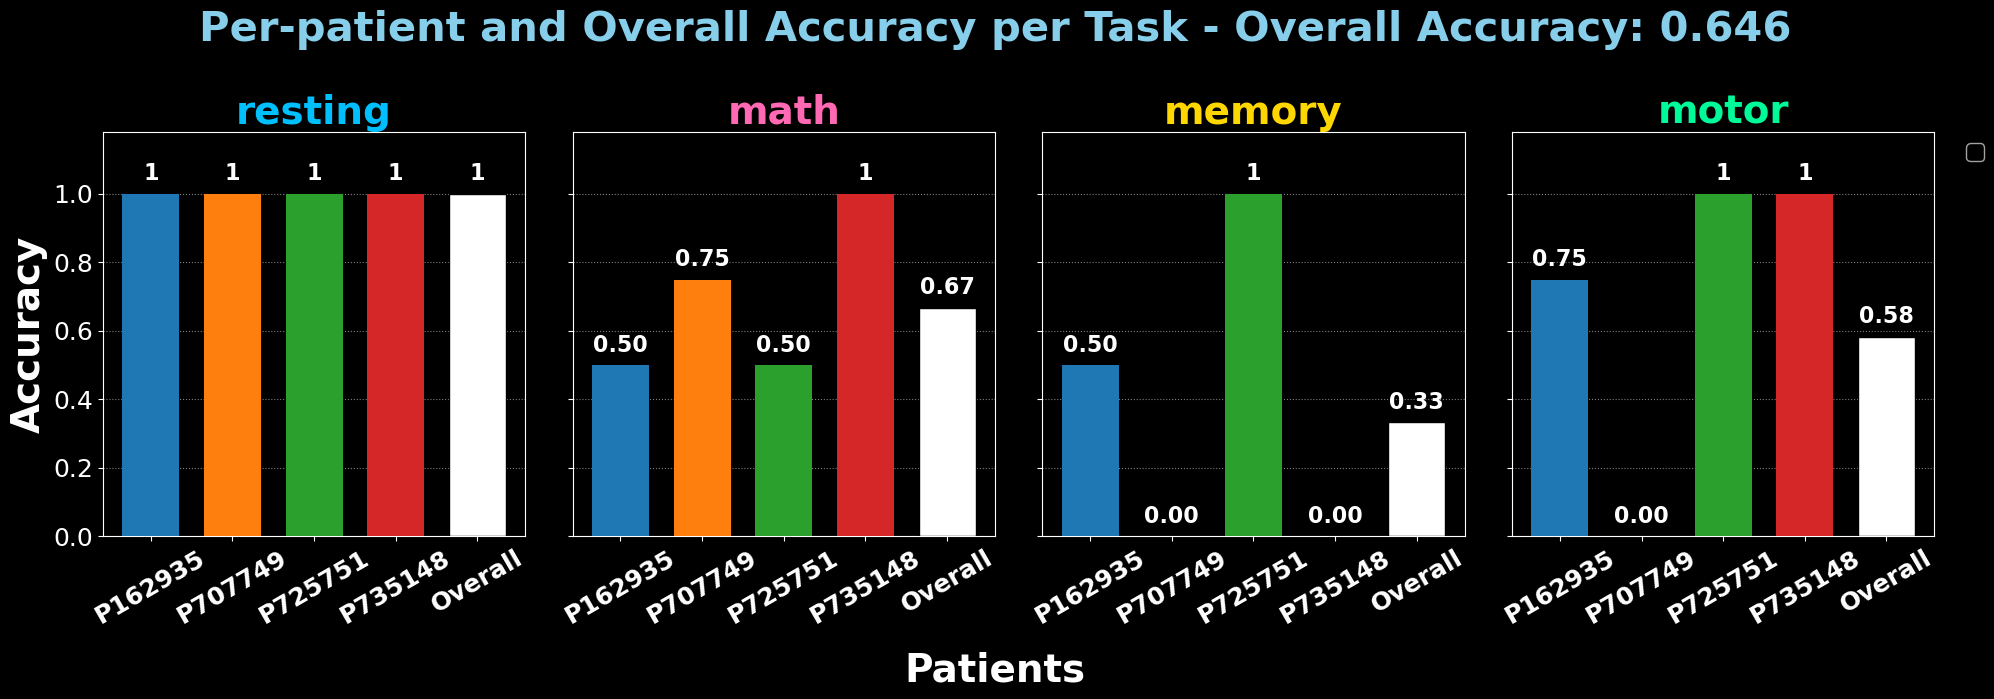 Per-patient and Overall Accuracy per Task - Overall Accuracy: 0.646
resting
math
memory
motor
Accuracy
1.0
0.8
0.6
0.4
0.2
0.0
1 1 1 1 1
0.50 0.75 0.50 1 0.67
0.50 0.00 1 0.00 0.33
0.75 0.00 1 1 0.58
P162935 P707749 P725751 P735148 Overall
P162935 P707749 P725751 P735148 Overall
P162935 P707749 P725751 P735148 Overall
P162935 P707749 P725751 P735148 Overall
Patients